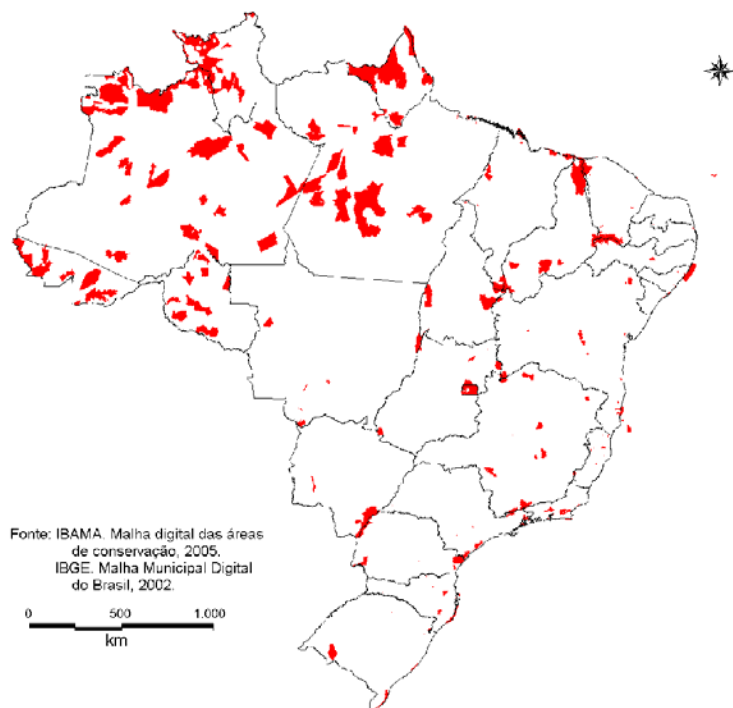 Fonte: IBAMA. Malha digital das áreas
de conservação, 2005.
IBGE. Malha Municipal Digital
do Brasil, 2002.
0 500 1.000
km